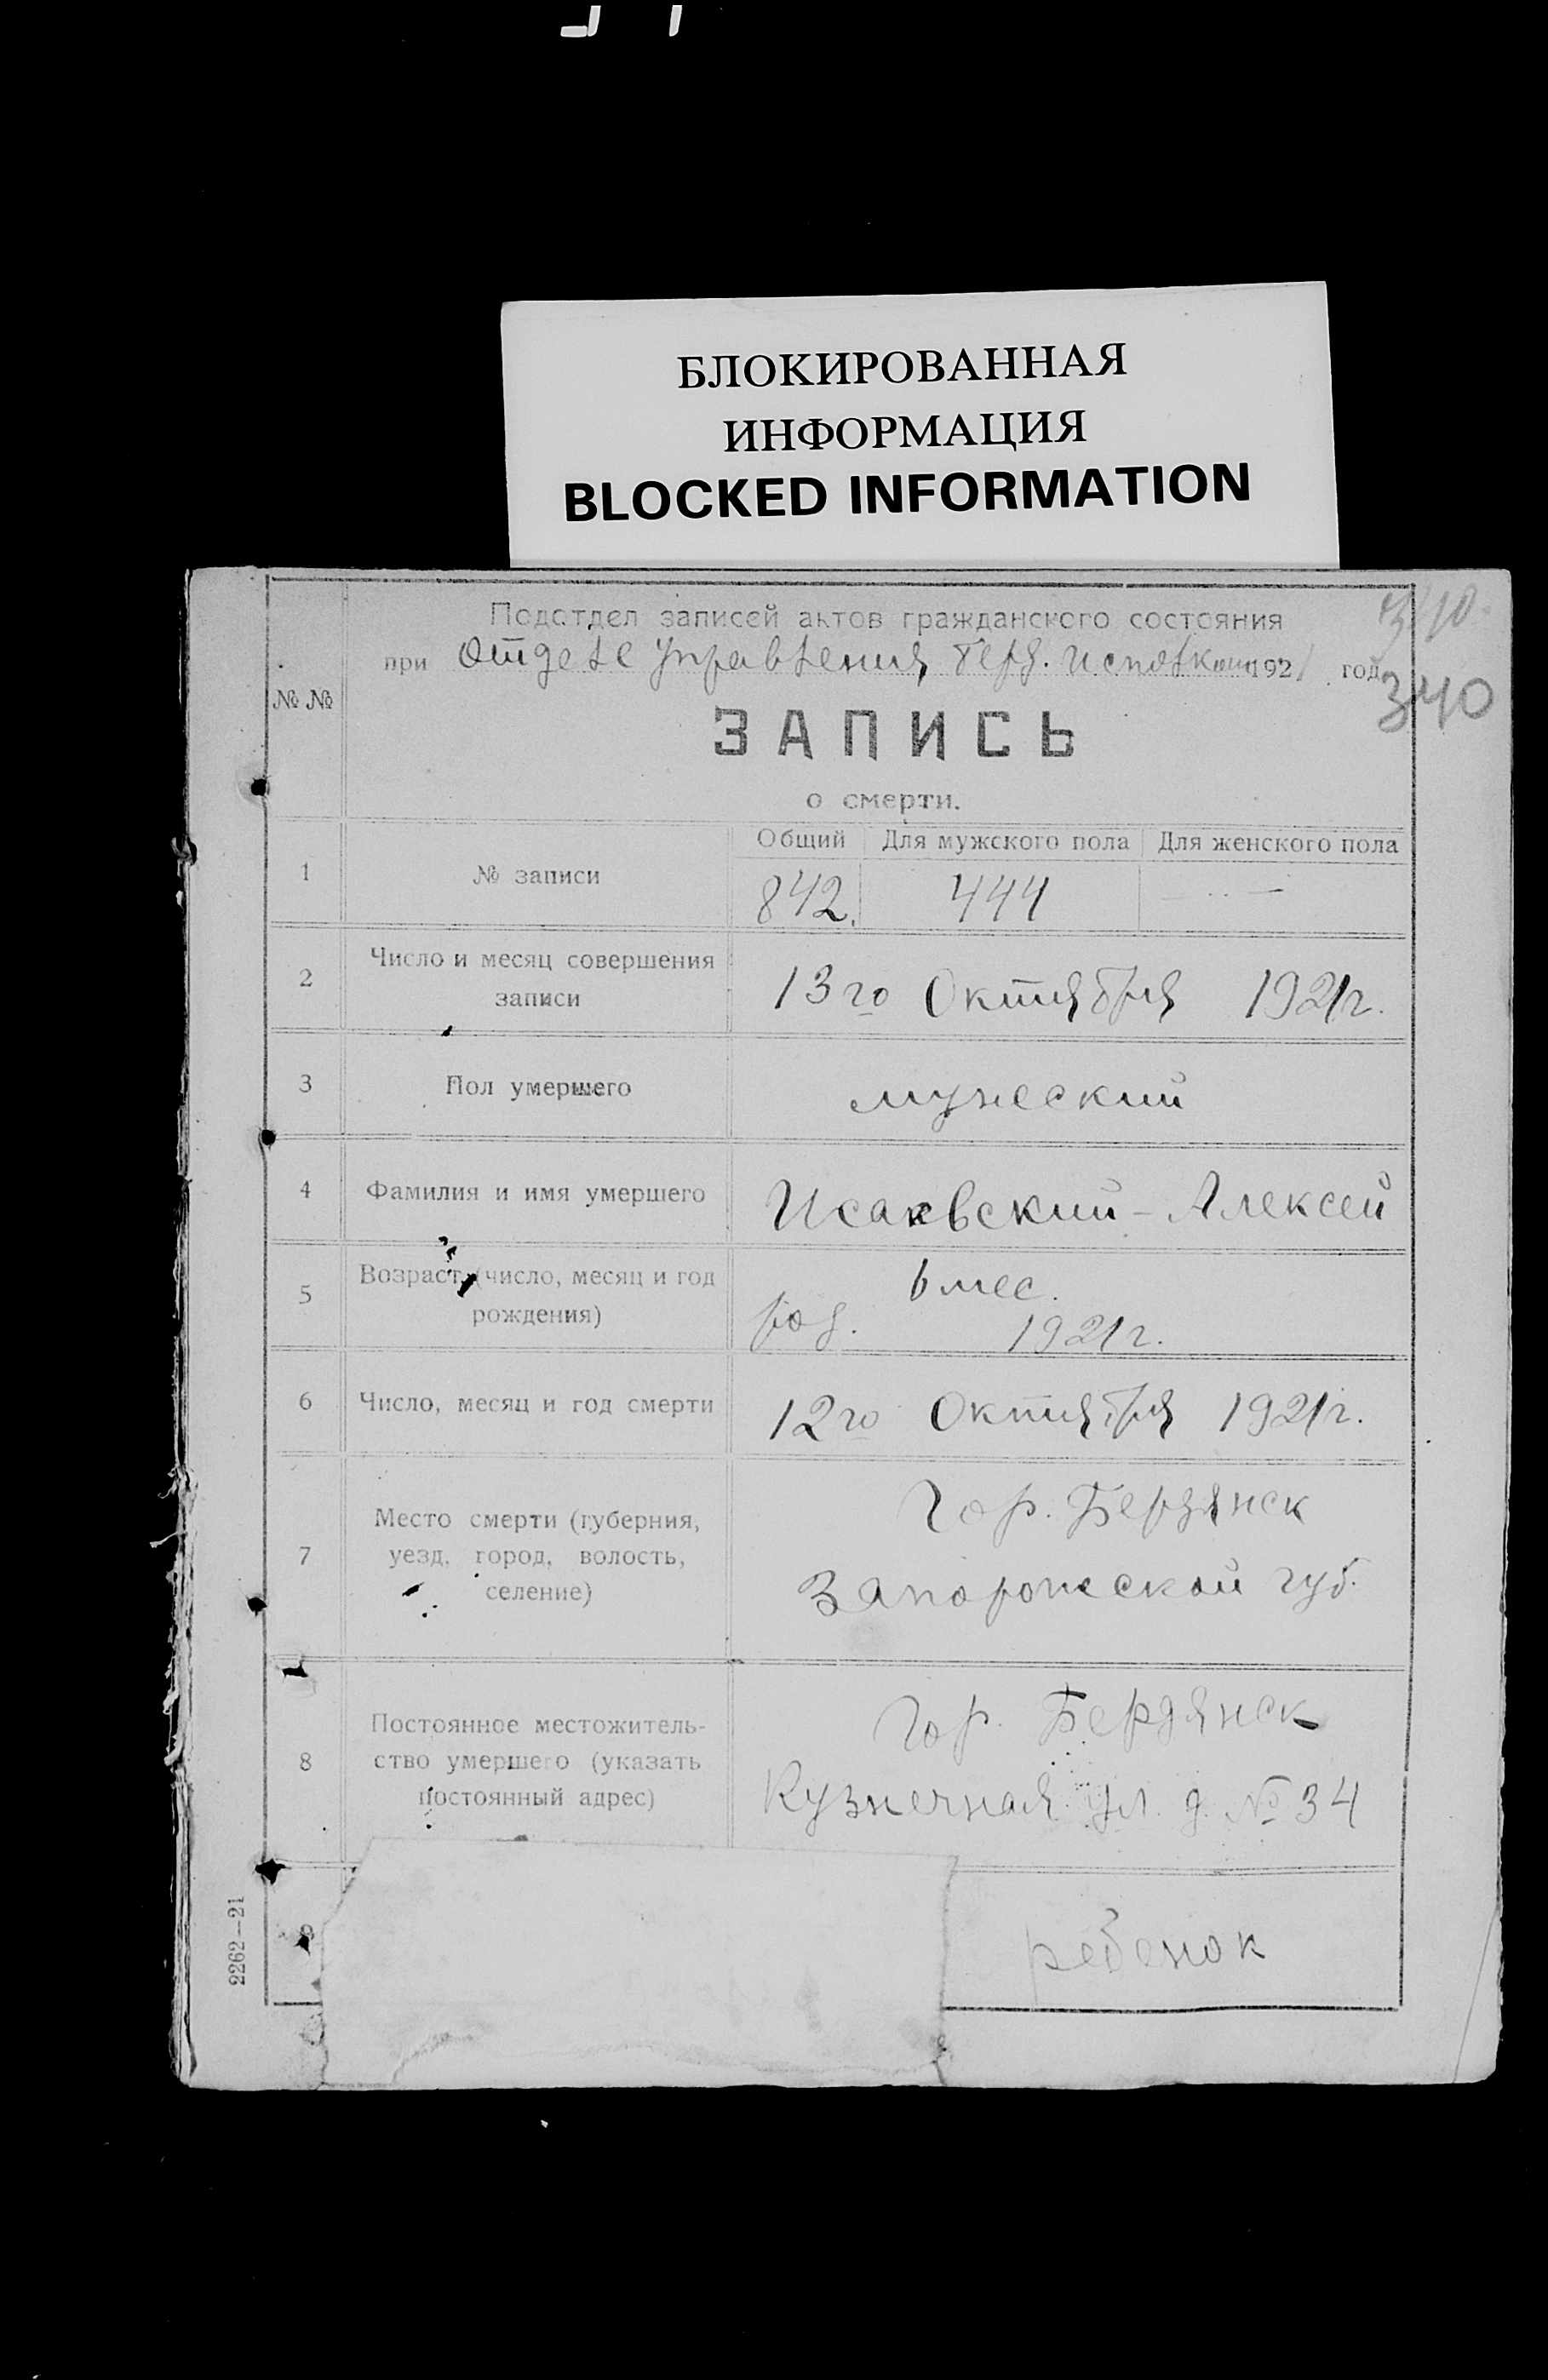 БЛОКИРОВАННАЯ
ИНФОРМАЦИЯ
BLOCKED INFORMATION
340
Подотдел записей актов гражданского состояния
при Отделе Управления Берд. Исполкома 1921 год
340
№ №
ЗАПИСЬ
о смерти.
Общий Для мужского пола Для женского пола
1 № записи 842. 444 —
2 Число и месяц совершения
записи
13го Октября 1921г.
3 Пол умершего мужеский
4 Фамилия и имя умершего Исаевский - Алексей
5 Возраст (число, месяц и год
рождения)
6 мес.
род. 1921г.
6 Число, месяц и год смерти 12го Октября 1921г.
7 Место смерти (губерния,
уезд, город, волость,
селение)
Гор. Бердянск
Запорожской губ.
8 Постоянное местожитель-
ство умершего (указать
постоянный адрес)
Гор. Бердянск
Кузнечная ул. д. № 34
9 ребенок
2262—21